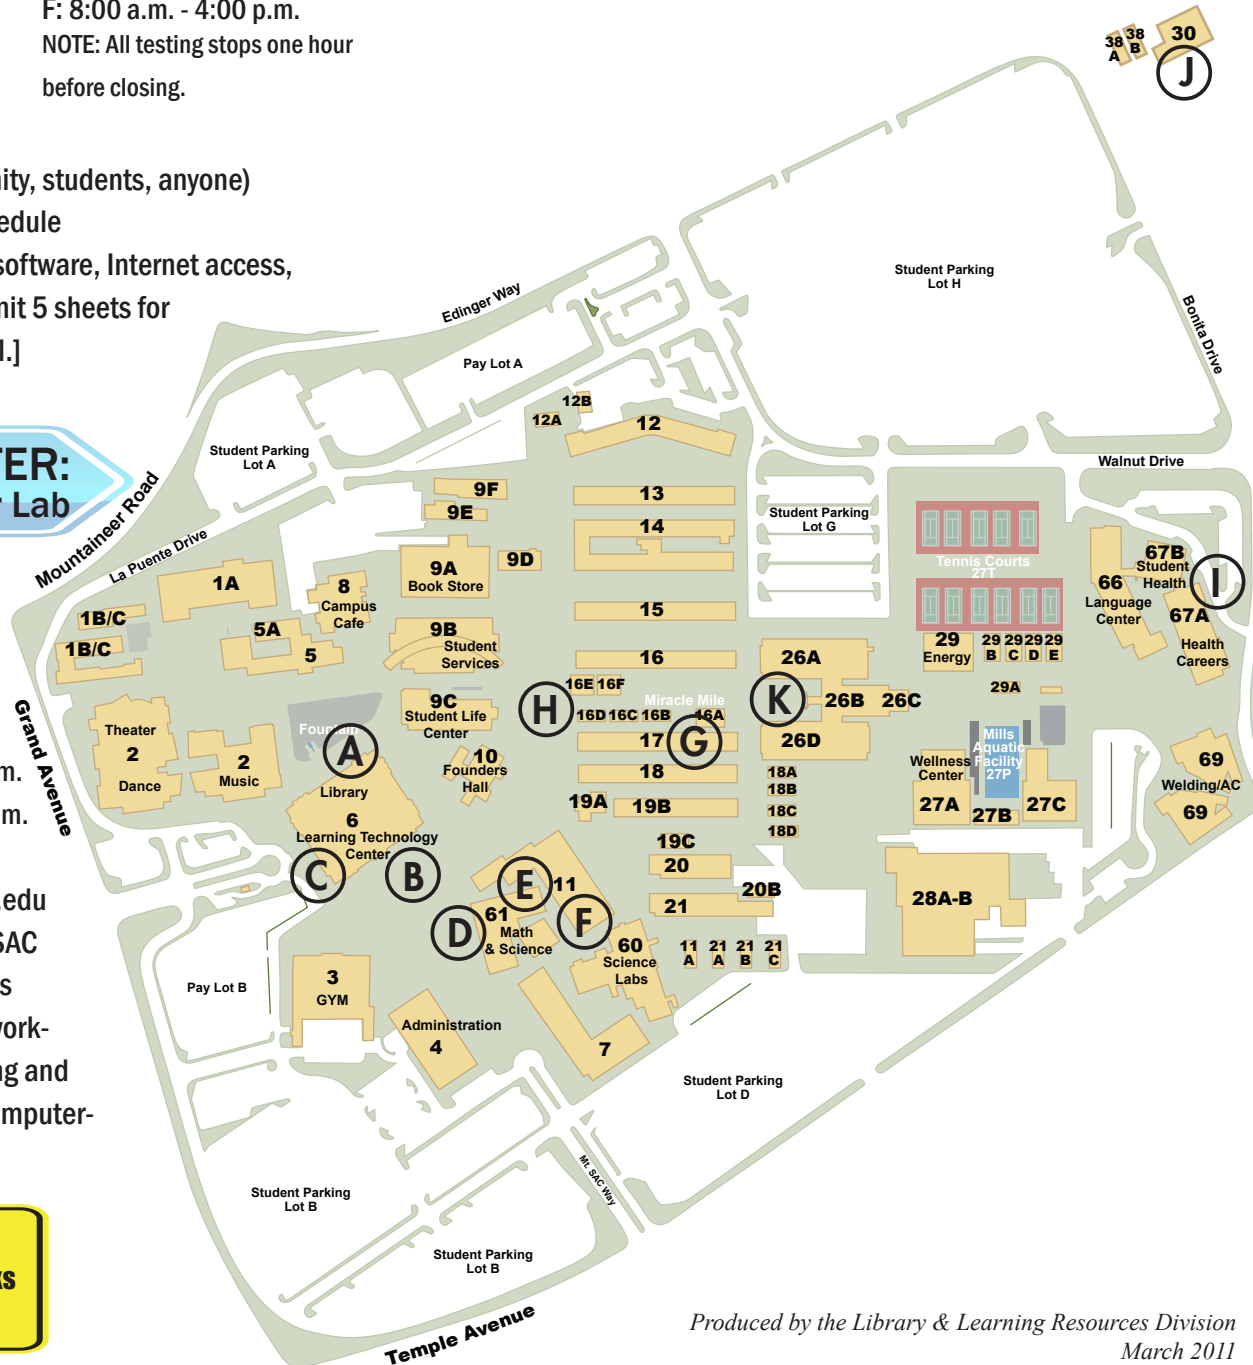 F: 8:00 a.m. - 4:00 p.m.
NOTE: All testing stops one hour
before closing.
ity, students, anyone)
edule
software, Internet access,
nit 5 sheets for
l.]
TER:
r Lab
m.
m.
.edu
SAC
s
work-
ng and
omputer-
ks
38
A
38
B
30
J
Student Parking
Lot H
Bonita Drive
Edinger Way
Pay Lot A
Student Parking
Lot A
Mountaineer Road
La Puente Drive
Walnut Drive
12B
12A
12
9F
9E
13
14
Student Parking
Lot G
Tennis Courts
27T
9A
Book Store
9D
1A
8
Campus
Cafe
1B/C
1B/C
5A
5
15
9B
Student
Services
16
26A
29
Energy
29
B
29
C
29
D
29
E
29A
66
Language
Center
67B
Student
Health
I
67A
Health
Careers
16E
16F
H
9C
Student Life
Center
Miracle Mile
16D
16C
16B
16A
K
26B
26C
Grand Avenue
Theater
2
Dance
2
Music
Fountain
A
Library
6
Learning Technology
Center
10
Founders
Hall
17
G
26D
18
18A
18B
18C
18D
Wellness
Center
27A
Mills
Aquatic
Facility
27P
27B
27C
69
Welding/AC
69
19A
19B
19C
20
20B
21
28A-B
C
B
E
11
D
61
Math
& Science
F
60
Science
Labs
11
A
21
A
21
B
21
C
Pay Lot B
3
GYM
Administration
4
7
Student Parking
Lot D
Mt. SAC Way
Student Parking
Lot B
Student Parking
Lot B
Temple Avenue
Produced by the Library & Learning Resources Division
March 2011